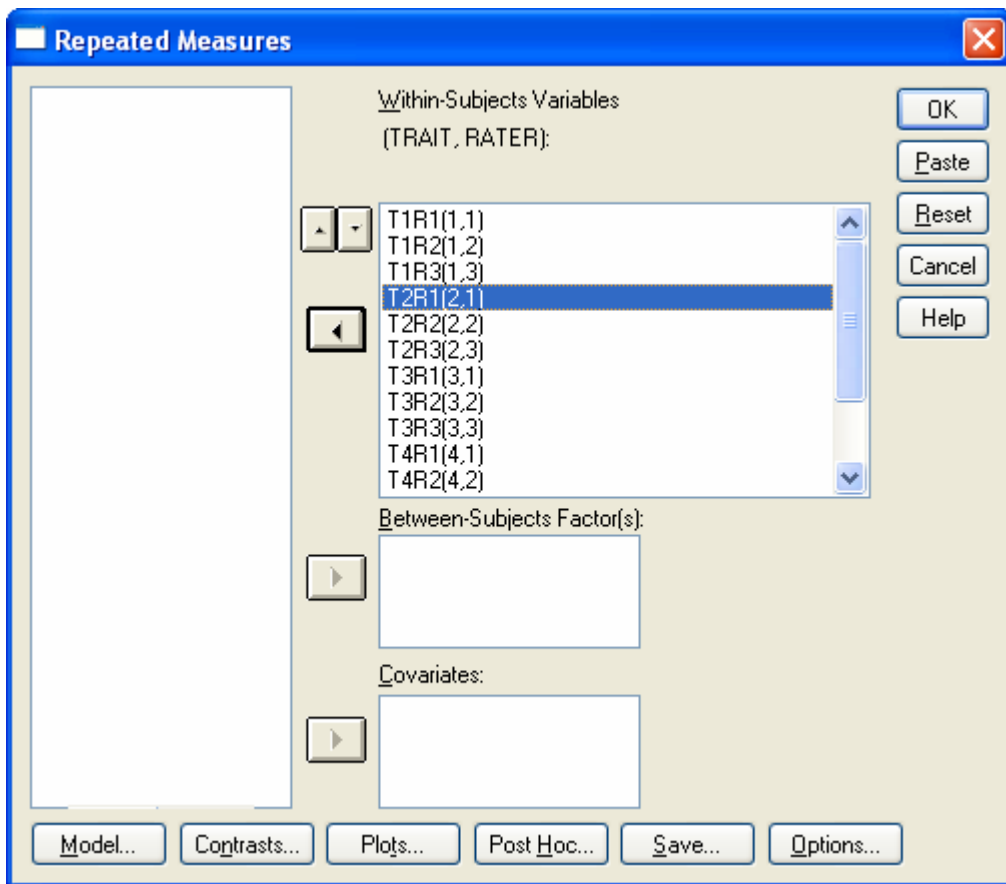 Repeated Measures
Within-Subjects Variables
(TRAIT, RATER):
T1R1(1,1)
T1R2(1,2)
T1R3(1,3)
T2R1(2,1)
T2R2(2,2)
T2R3(2,3)
T3R1(3,1)
T3R2(3,2)
T3R3(3,3)
T4R1(4,1)
T4R2(4,2)
OK
Paste
Reset
Cancel
Help
Between-Subjects Factor(s):
Covariates:
Model... Contrasts... Plots... Post Hoc... Save... Options...